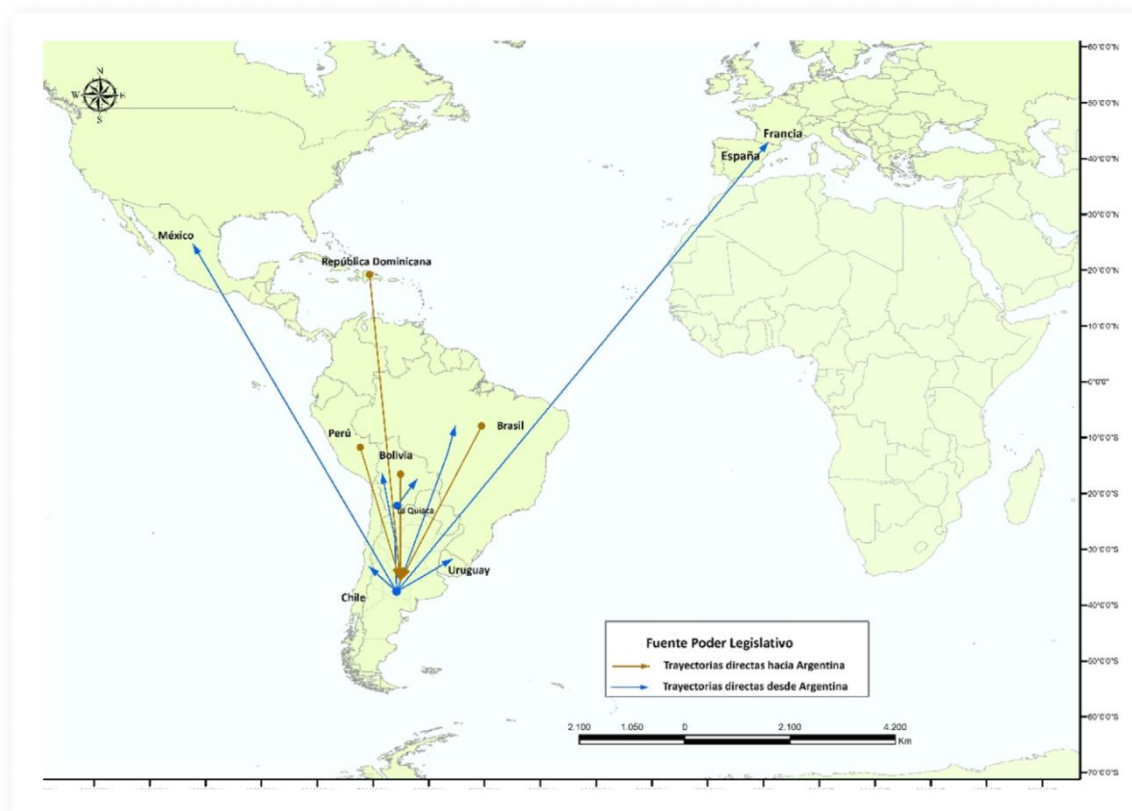 N
W E
S
60°0'0"N
50°0'0"N
40°0'0"N
30°0'0"N
20°0'0"N
10°0'0"N
0°0'0"
10°0'0"S
20°0'0"S
30°0'0"S
40°0'0"S
50°0'0"S
60°0'0"S
70°0'0"S
Francia
España
México
República Dominicana
Perú
Brasil
Bolivia
La Quiaca
Uruguay
Chile
Fuente Poder Legislativo
Trayectorias directas hacia Argentina
Trayectorias directas desde Argentina
2.100 1.050 0 2.100 4.200
Km